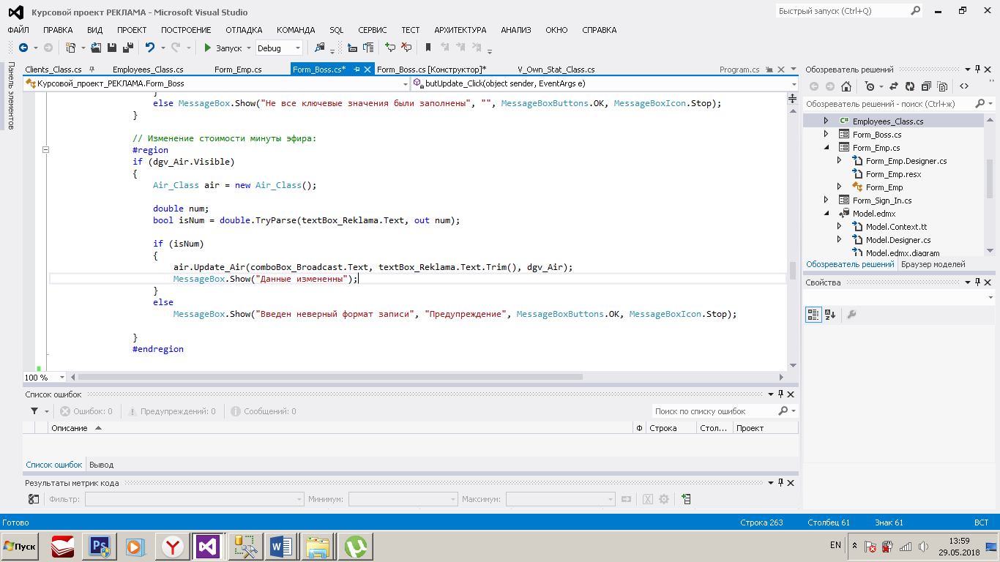 Курсовой проект РЕКЛАМА - Microsoft Visual Studio
Быстрый запуск (Ctrl+Q)
ФАЙЛ ПРАВКА ВИД ПРОЕКТ ПОСТРОЕНИЕ ОТЛАДКА КОМАНДА SQL СЕРВИС ТЕСТ АРХИТЕКТУРА АНАЛИЗ ОКНО СПРАВКА
Запуск Debug
Панель элементов
Clients_Class.cs Employees_Class.cs Form_Emp.cs Form_Boss.cs* Form_Boss.cs [Конструктор]* V_Own_Stat_Class.cs Program.cs
Курсовой_проект_РЕКЛАМА.Form_Boss butUpdate_Click(object sender, EventArgs e)
}
else MessageBox.Show("Не все ключевые значения были заполнены", "", MessageBoxButtons.OK, MessageBoxIcon.Stop);
}
// Изменение стоимости минуты эфира:
#region
if (dgv_Air.Visible)
{
Air_Class air = new Air_Class();
double num;
bool isNum = double.TryParse(textBox_Reklama.Text, out num);
if (isNum)
{
air.Update_Air(comboBox_Broadcast.Text, textBox_Reklama.Text.Trim(), dgv_Air);
MessageBox.Show("Данные измененны");
}
else
MessageBox.Show("Введен неверный формат записи", "Предупреждение", MessageBoxButtons.OK, MessageBoxIcon.Stop);
}
#endregion
100 %
Обозреватель решений
Обозреватель решений - поиск (Ctrl+ж)
C# Employees_Class.cs
Form_Boss.cs
Form_Emp.cs
Form_Emp.Designer.cs
Form_Emp.resx
Form_Emp
Form_Sign_In.cs
Model.edmx
Model.Context.tt
Model.Designer.cs
Model.edmx.diagram
Обозреватель решений Браузер моделей
Свойства
Список ошибок
Ошибок: 0 Предупреждений: 0 Сообщений: 0 Поиск по списку ошибок
Описание Ф Строка Стол... Проект
Список ошибок Вывод
Результаты метрик кода
Фильтр: Минимум: Максимум:
Готово Строка 263 Столбец 61 Знак 61 ВСТ
Пуск Ps Y W µ EN 13:59
29.05.2018